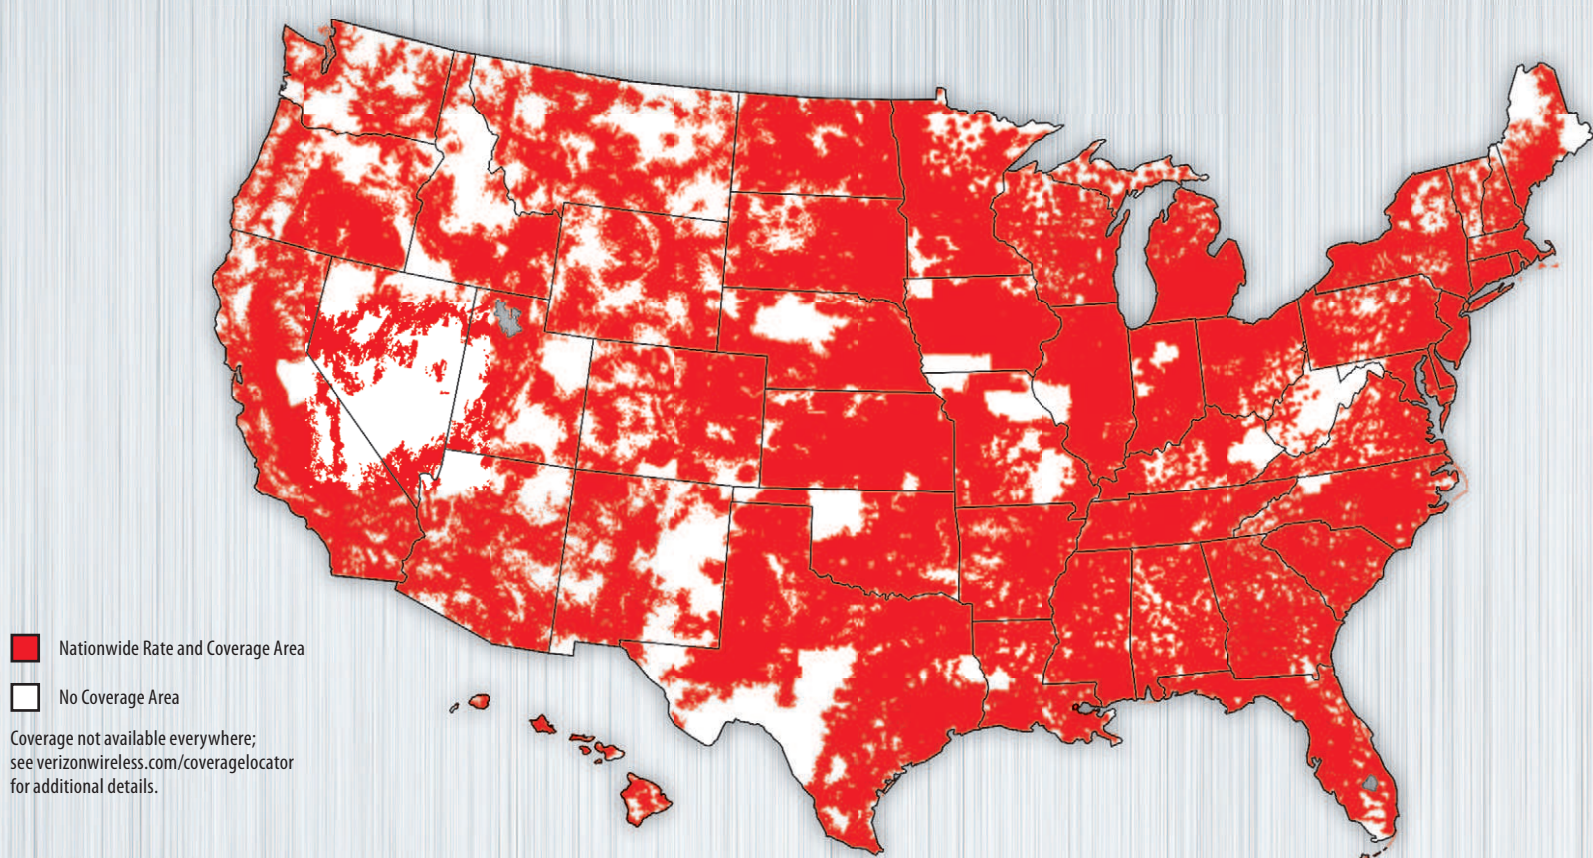 Nationwide Rate and Coverage Area
No Coverage Area
Coverage not available everywhere;
see verizonwireless.com/coveragelocator
for additional details.